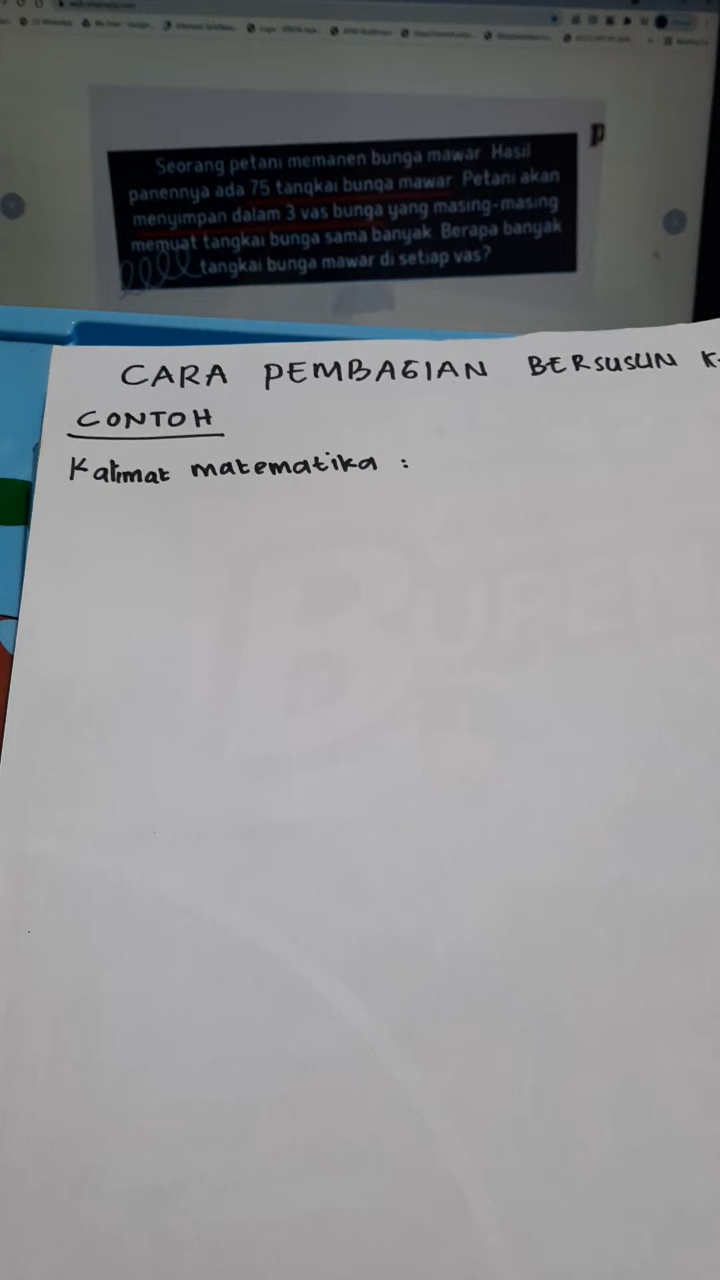 Seorang petani memanen bunga mawar Hasil
panennya ada 75 tangkai bunga mawar Petani akan
menyimpan dalam 3 vas bunga yang masing-masing
memuat tangkai bunga sama banyak Berapa banyak
tangkai bunga mawar di setiap vas?
P
CARA PEMBAGIAN BERSUSUN
CONTOH
Kalimat matematika :
BUPEN